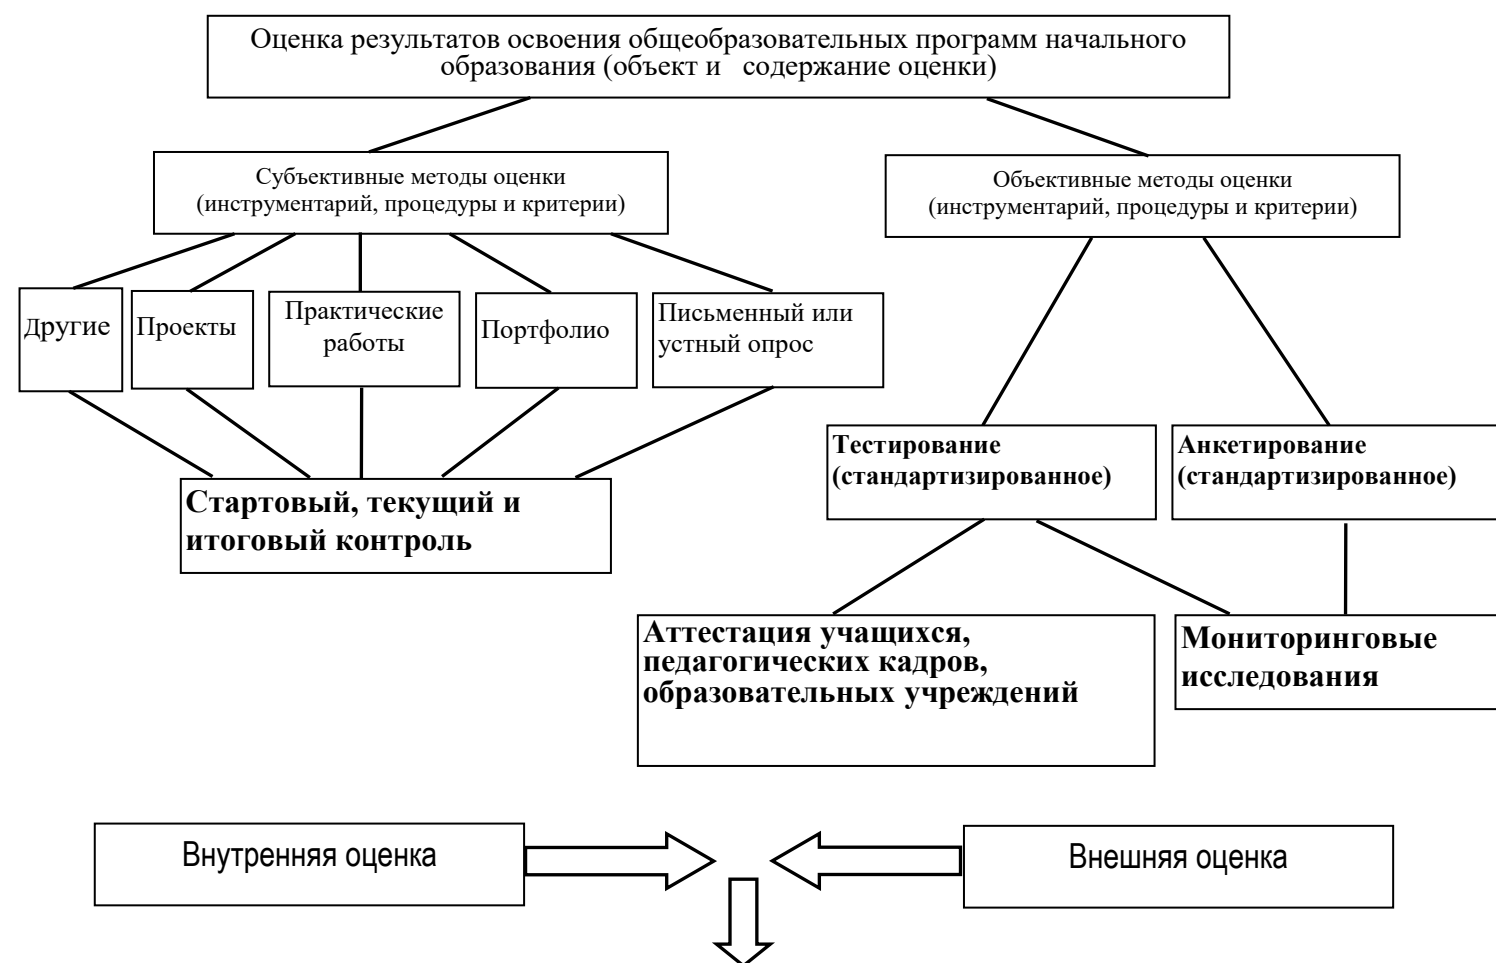 Оценка результатов освоения общеобразовательных программ начального
образования (объект и содержание оценки)
Субъективные методы оценки
(инструментарий, процедуры и критерии)
Объективные методы оценки
(инструментарий, процедуры и критерии)
Другие
Проекты
Практические
работы
Портфолио
Письменный или
устный опрос
Тестирование
(стандартизированное)
Анкетирование
(стандартизированное)
Стартовый, текущий и
итоговый контроль
Аттестация учащихся,
педагогических кадров,
образовательных учреждений
Мониторинговые
исследования
Внутренняя оценка
Внешняя оценка